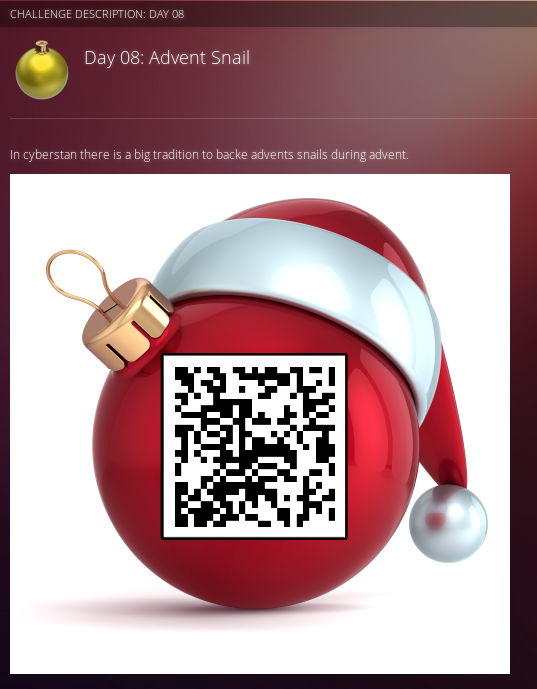 CHALLENGE DESCRIPTION: DAY 08
Day 08: Advent Snail
In cyberstan there is a big tradition to backe advents snails during advent.